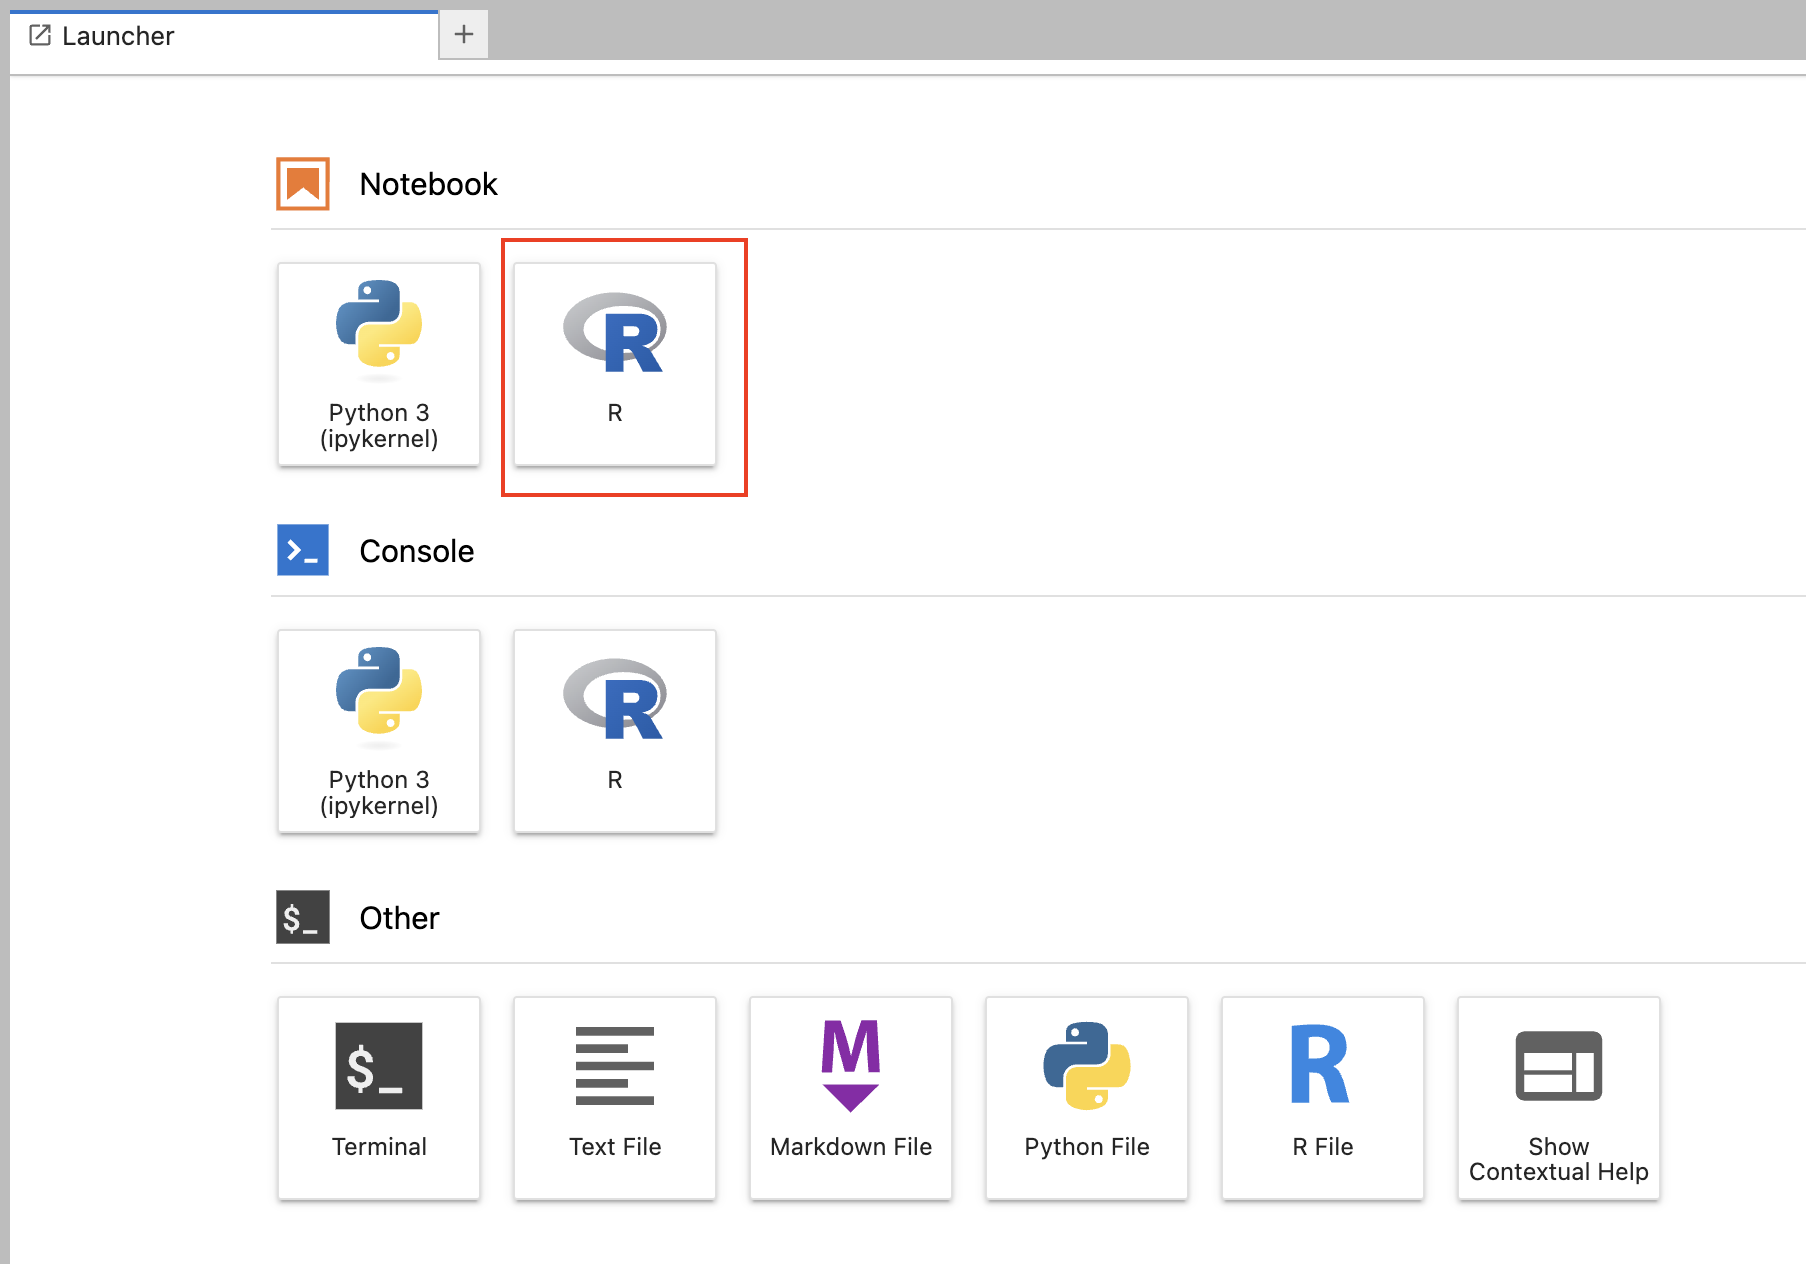 Launcher
Notebook
Python 3
(ipykernel)
R
Console
Python 3
(ipykernel)
R
$_
Other
$_
Terminal
Text File
M
Markdown File
Python File
R
R File
Show
Contextual Help